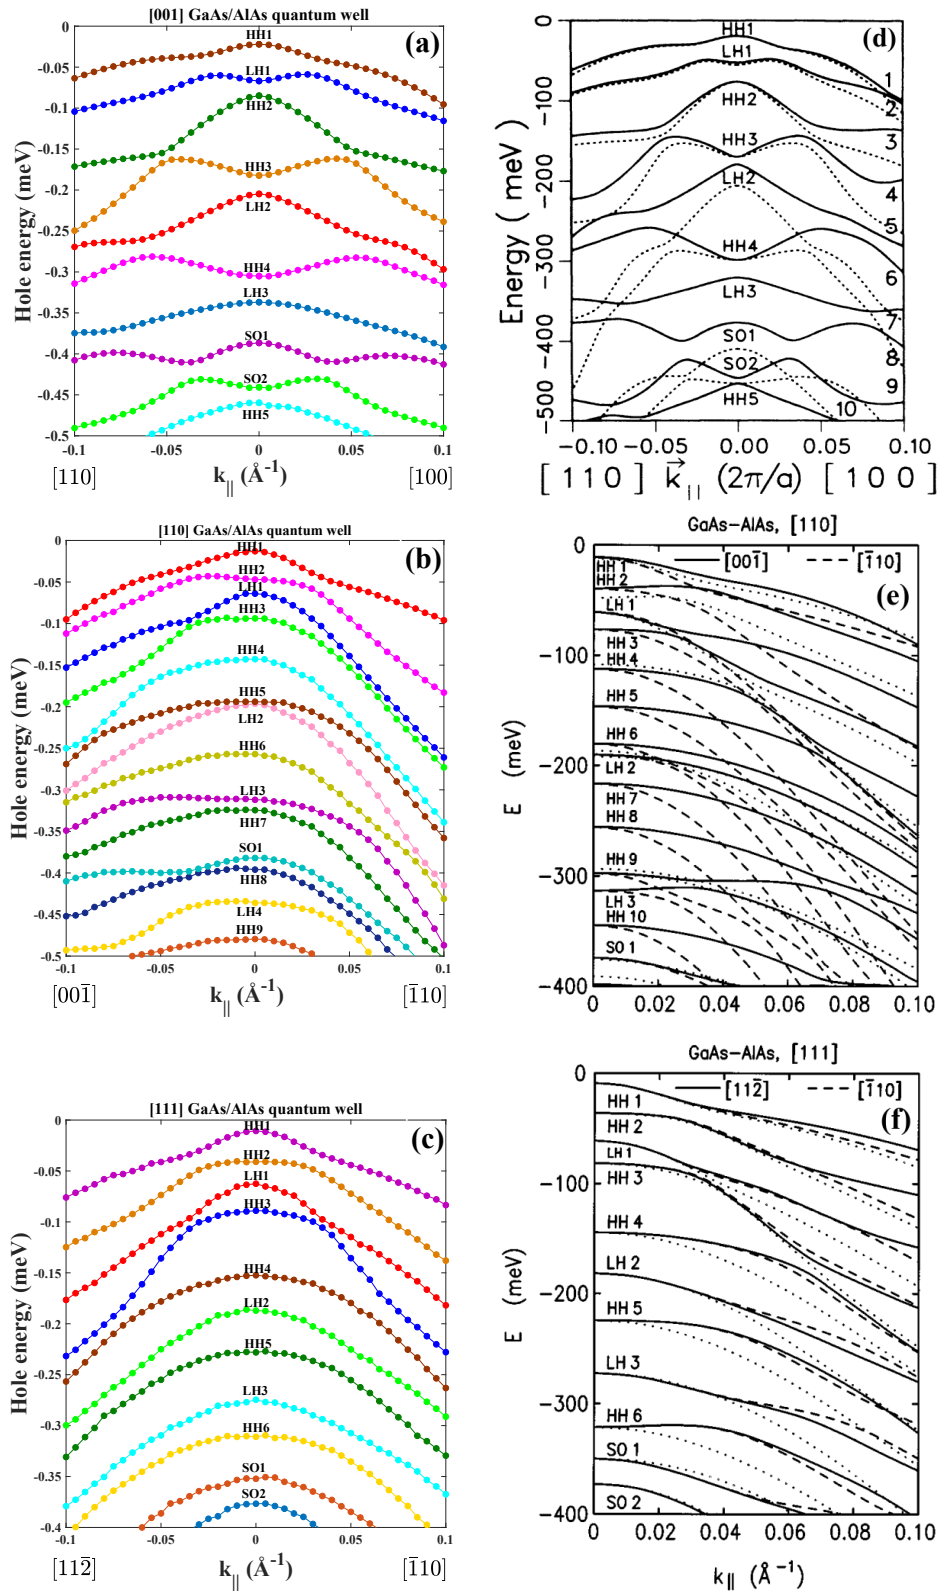 [001] GaAs/AlAs quantum well
(a)
Hole energy (meV)
0
-0.05
-0.1
-0.15
-0.2
-0.25
-0.3
-0.35
-0.4
-0.45
-0.5
HH1
LH1
HH2
HH3
LH2
HH4
LH3
SO1
SO2
HH5
-0.1
-0.05
0
0.05
0.1
[110]
k|| (Å⁻¹)
[100]
(d)
Energy ( meV )
0
-100
-200
-300
-400
-500
HH1
LH1
HH2
HH3
LH2
HH4
LH3
SO1
SO2
HH5
1
2
3
4
5
6
7
8
9
10
-0.10
-0.05
0.00
0.05
0.10
[ 110 ] k⃗|| (2π/a) [ 100 ]
[110] GaAs/AlAs quantum well
(b)
Hole energy (meV)
0
-0.05
-0.1
-0.15
-0.2
-0.25
-0.3
-0.35
-0.4
-0.45
-0.5
HH1
HH2
LH1
HH3
HH4
HH5
LH2
HH6
LH3
HH7
SO1
HH8
LH4
HH9
-0.1
-0.05
0
0.05
0.1
[001̄]
k|| (Å⁻¹)
[1̄10]
GaAs-AlAs, [110]
[001̄]
[1̄10]
(e)
E (meV)
0
-100
-200
-300
-400
HH 1
HH 2
LH 1
HH 3
HH 4
HH 5
HH 6
LH 2
HH 7
HH 8
HH 9
LH 3
HH 10
SO 1
0
0.02
0.04
0.06
0.08
0.10
[111] GaAs/AlAs quantum well
(c)
Hole energy (meV)
0
-0.05
-0.1
-0.15
-0.2
-0.25
-0.3
-0.35
-0.4
HH1
HH2
LH1
HH3
HH4
LH2
HH5
LH3
HH6
SO1
SO2
-0.1
-0.05
0
0.05
0.1
[112̄]
k|| (Å⁻¹)
[1̄10]
GaAs-AlAs, [111]
[112̄]
[1̄10]
(f)
E (meV)
0
-100
-200
-300
-400
HH 1
HH 2
LH 1
HH 3
HH 4
LH 2
HH 5
LH 3
HH 6
SO 1
SO 2
0
0.02
0.04
0.06
0.08
0.10
k|| (Å⁻¹)